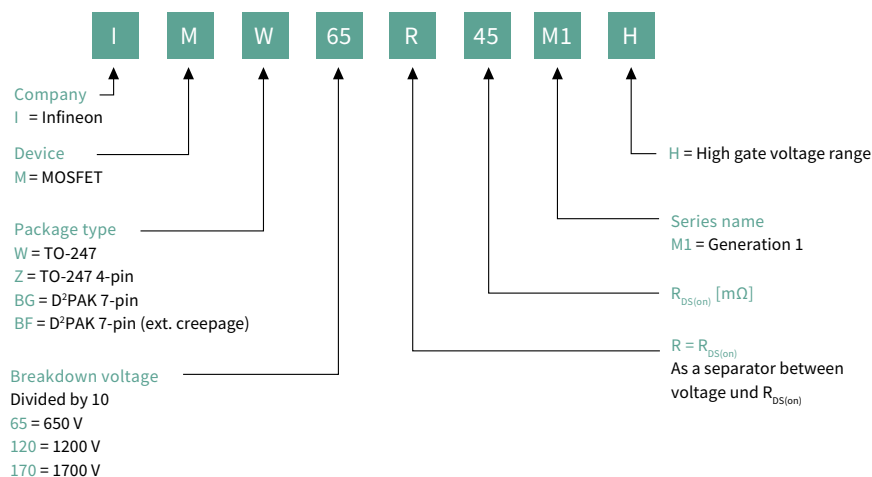 I M W 65 R 45 M1 H
Company
I = Infineon
Device
M = MOSFET
Package type
W = TO-247
Z = TO-247 4-pin
BG = D²PAK 7-pin
BF = D²PAK 7-pin (ext. creepage)
Breakdown voltage
Divided by 10
65 = 650 V
120 = 1200 V
170 = 1700 V
H = High gate voltage range
Series name
M1 = Generation 1
RDS(on) [mΩ]
R = RDS(on)
As a separator between
voltage und RDS(on)